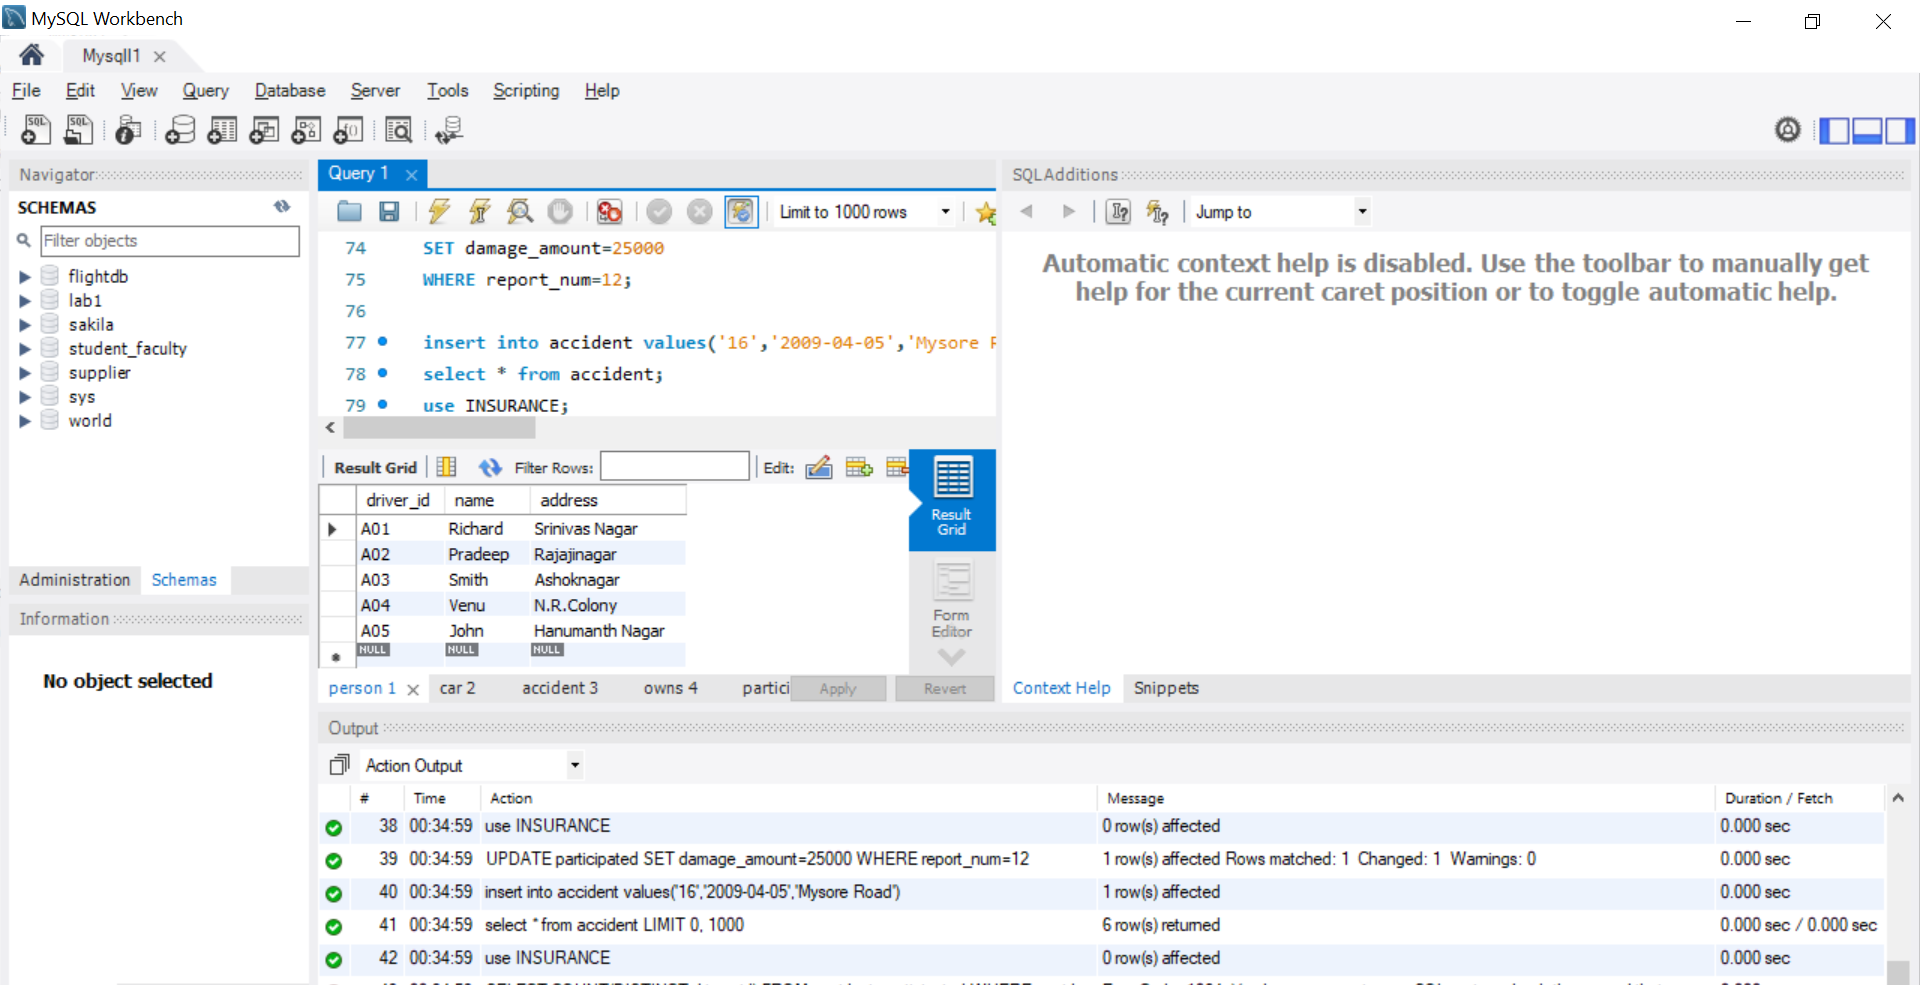 MySQL Workbench
Mysqll1
File Edit View Query Database Server Tools Scripting Help
Navigator
SCHEMAS
Filter objects
flightdb
lab1
sakila
student_faculty
supplier
sys
world
Administration Schemas
Information
No object selected
Query 1
Limit to 1000 rows
74 SET damage_amount=25000
75 WHERE report_num=12;
76
77 insert into accident values('16','2009-04-05','Mysore
78 select * from accident;
79 use INSURANCE;
Result Grid Filter Rows: Edit:
driver_id name address
A01 Richard Srinivas Nagar
A02 Pradeep Rajajinagar
A03 Smith Ashoknagar
A04 Venu N.R.Colony
A05 John Hanumanth Nagar
NULL NULL NULL
Result
Grid
Form
Editor
person 1 car 2 accident 3 owns 4 partici Apply Revert
SQLAdditions
Jump to
Automatic context help is disabled. Use the toolbar to manually get
help for the current caret position or to toggle automatic help.
Context Help Snippets
Output
Action Output
# Time Action Message Duration / Fetch
38 00:34:59 use INSURANCE 0 row(s) affected 0.000 sec
39 00:34:59 UPDATE participated SET damage_amount=25000 WHERE report_num=12 1 row(s) affected Rows matched: 1 Changed: 1 Warnings: 0 0.000 sec
40 00:34:59 insert into accident values('16','2009-04-05','Mysore Road') 1 row(s) affected 0.000 sec
41 00:34:59 select * from accident LIMIT 0, 1000 6 row(s) returned 0.000 sec / 0.000 sec
42 00:34:59 use INSURANCE 0 row(s) affected 0.000 sec